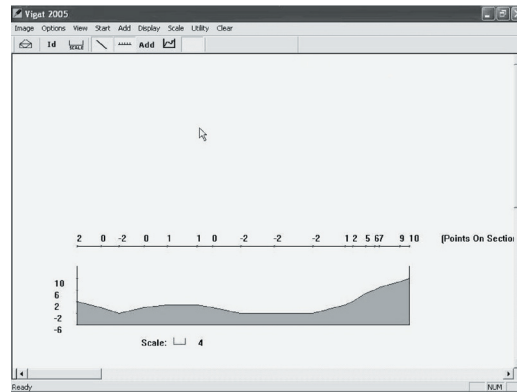 Vigat 2005
Image Options View Start Add Display Scale Utility Clear
Id SCALE Add
2 0 -2 0 1 1 0 -2 -2 -2 1 2 5 6 7 9 10 (Points On Section
10
6
2
-2
-6
Scale: 4
Ready NUM